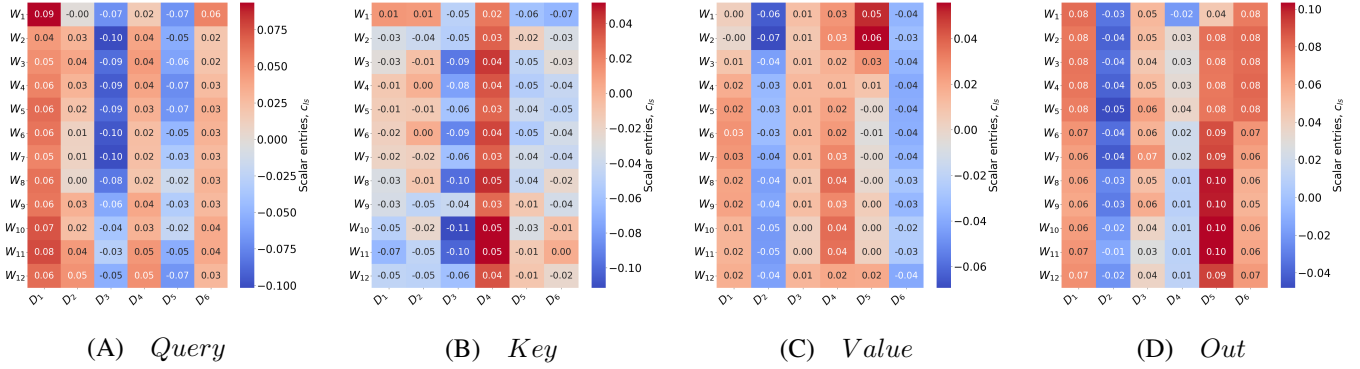 W₁ 0.09 -0.00 -0.07 0.02 -0.07 0.06
W₂ 0.04 0.03 -0.10 0.04 -0.05 0.02
W₃ 0.05 0.04 -0.09 0.04 -0.06 0.02
W₄ 0.06 0.03 -0.09 0.04 -0.07 0.03
W₅ 0.06 0.02 -0.09 0.03 -0.07 0.03
W₆ 0.06 0.01 -0.10 0.02 -0.05 0.03
W₇ 0.05 0.01 -0.10 0.02 -0.03 0.03
W₈ 0.06 0.00 -0.08 0.02 -0.02 0.03
W₉ 0.06 0.03 -0.06 0.04 -0.03 0.03
W₁₀ 0.07 0.02 -0.04 0.03 -0.02 0.04
W₁₁ 0.08 0.04 -0.03 0.05 -0.05 0.04
W₁₂ 0.06 0.05 -0.05 0.05 -0.07 0.03
D₁ D₂ D₃ D₄ D₅ D₆
0.075
0.050
0.025
0.000
−0.025
−0.050
−0.075
−0.100
Scalar entries, c_ls
(A) Query
W₁ 0.01 0.01 -0.05 0.02 -0.06 -0.07
W₂ -0.03 -0.04 -0.05 0.03 -0.02 -0.03
W₃ -0.03 -0.01 -0.09 0.04 -0.04 -0.03
W₄ -0.01 -0.01 -0.08 0.04 -0.05 -0.04
W₅ -0.01 -0.01 -0.06 0.03 -0.04 -0.05
W₆ -0.02 0.00 -0.09 0.04 -0.05 -0.04
W₇ -0.02 -0.02 -0.06 0.03 -0.04 -0.04
W₈ -0.03 -0.01 -0.10 0.05 -0.04 -0.02
W₉ -0.03 -0.05 -0.04 0.03 -0.03 -0.04
W₁₀ -0.05 -0.02 -0.11 0.05 -0.03 -0.01
W₁₁ -0.07 -0.05 -0.10 0.05 -0.01 0.00
W₁₂ -0.05 -0.05 -0.06 0.04 -0.01 -0.02
D₁ D₂ D₃ D₄ D₅ D₆
0.04
0.02
0.00
−0.02
−0.04
−0.06
−0.08
−0.10
Scalar entries, c_ls
(B) Key
W₁ 0.00 -0.06 0.01 0.03 0.05 -0.04
W₂ -0.00 -0.07 0.01 0.03 0.06 -0.03
W₃ 0.01 -0.04 0.01 0.02 0.03 -0.04
W₄ 0.02 -0.03 0.01 0.01 0.01 -0.04
W₅ 0.02 -0.03 0.01 0.02 -0.00 -0.04
W₆ 0.03 -0.03 0.01 0.02 -0.01 -0.04
W₇ 0.03 -0.04 0.01 0.03 -0.00 -0.04
W₈ 0.02 -0.04 0.01 0.04 -0.00 -0.04
W₉ 0.02 -0.04 0.01 0.03 0.00 -0.03
W₁₀ 0.02 -0.05 0.00 0.04 0.00 -0.03
W₁₁ 0.02 -0.05 0.00 0.04 0.00 -0.03
W₁₂ 0.02 -0.04 0.01 0.02 0.02 -0.04
D₁ D₂ D₃ D₄ D₅ D₆
0.04
0.02
0.00
−0.02
−0.04
−0.06
Scalar entries, c_ls
(C) Value
W₁ 0.08 -0.03 0.05 -0.02 0.04 0.08
W₂ 0.08 -0.04 0.05 0.03 0.08 0.08
W₃ 0.08 -0.04 0.05 0.03 0.08 0.08
W₄ 0.08 -0.04 0.06 0.03 0.08 0.08
W₅ 0.08 -0.05 0.06 0.04 0.08 0.08
W₆ 0.07 -0.04 0.06 0.02 0.09 0.07
W₇ 0.06 -0.04 0.07 0.02 0.09 0.06
W₈ 0.06 -0.03 0.05 0.01 0.10 0.06
W₉ 0.06 -0.03 0.06 0.01 0.10 0.06
W₁₀ 0.06 -0.02 0.04 0.01 0.10 0.06
W₁₁ 0.07 -0.01 0.03 0.01 0.10 0.06
W₁₂ 0.07 -0.02 0.04 0.01 0.09 0.07
D₁ D₂ D₃ D₄ D₅ D₆
0.10
0.08
0.06
0.04
0.02
0.00
−0.02
−0.04
Scalar entries, c_ls
(D) Out